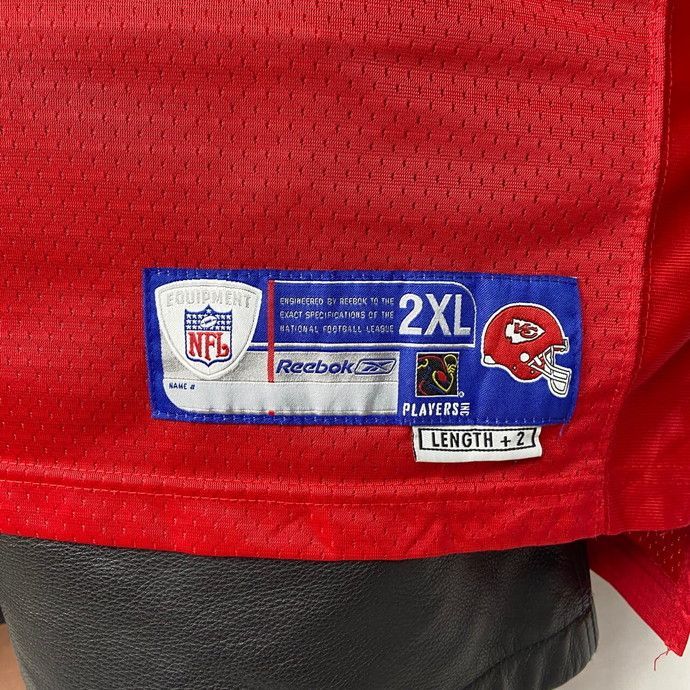 EQUIPMENT
NFL
ENGINEERED BY REEBOK TO THE
EXACT SPECIFICATIONS OF THE
NATIONAL FOOTBALL LEAGUE
2XL
KC
Reebok
NAME #
PLAYERS INC
LENGTH + 2